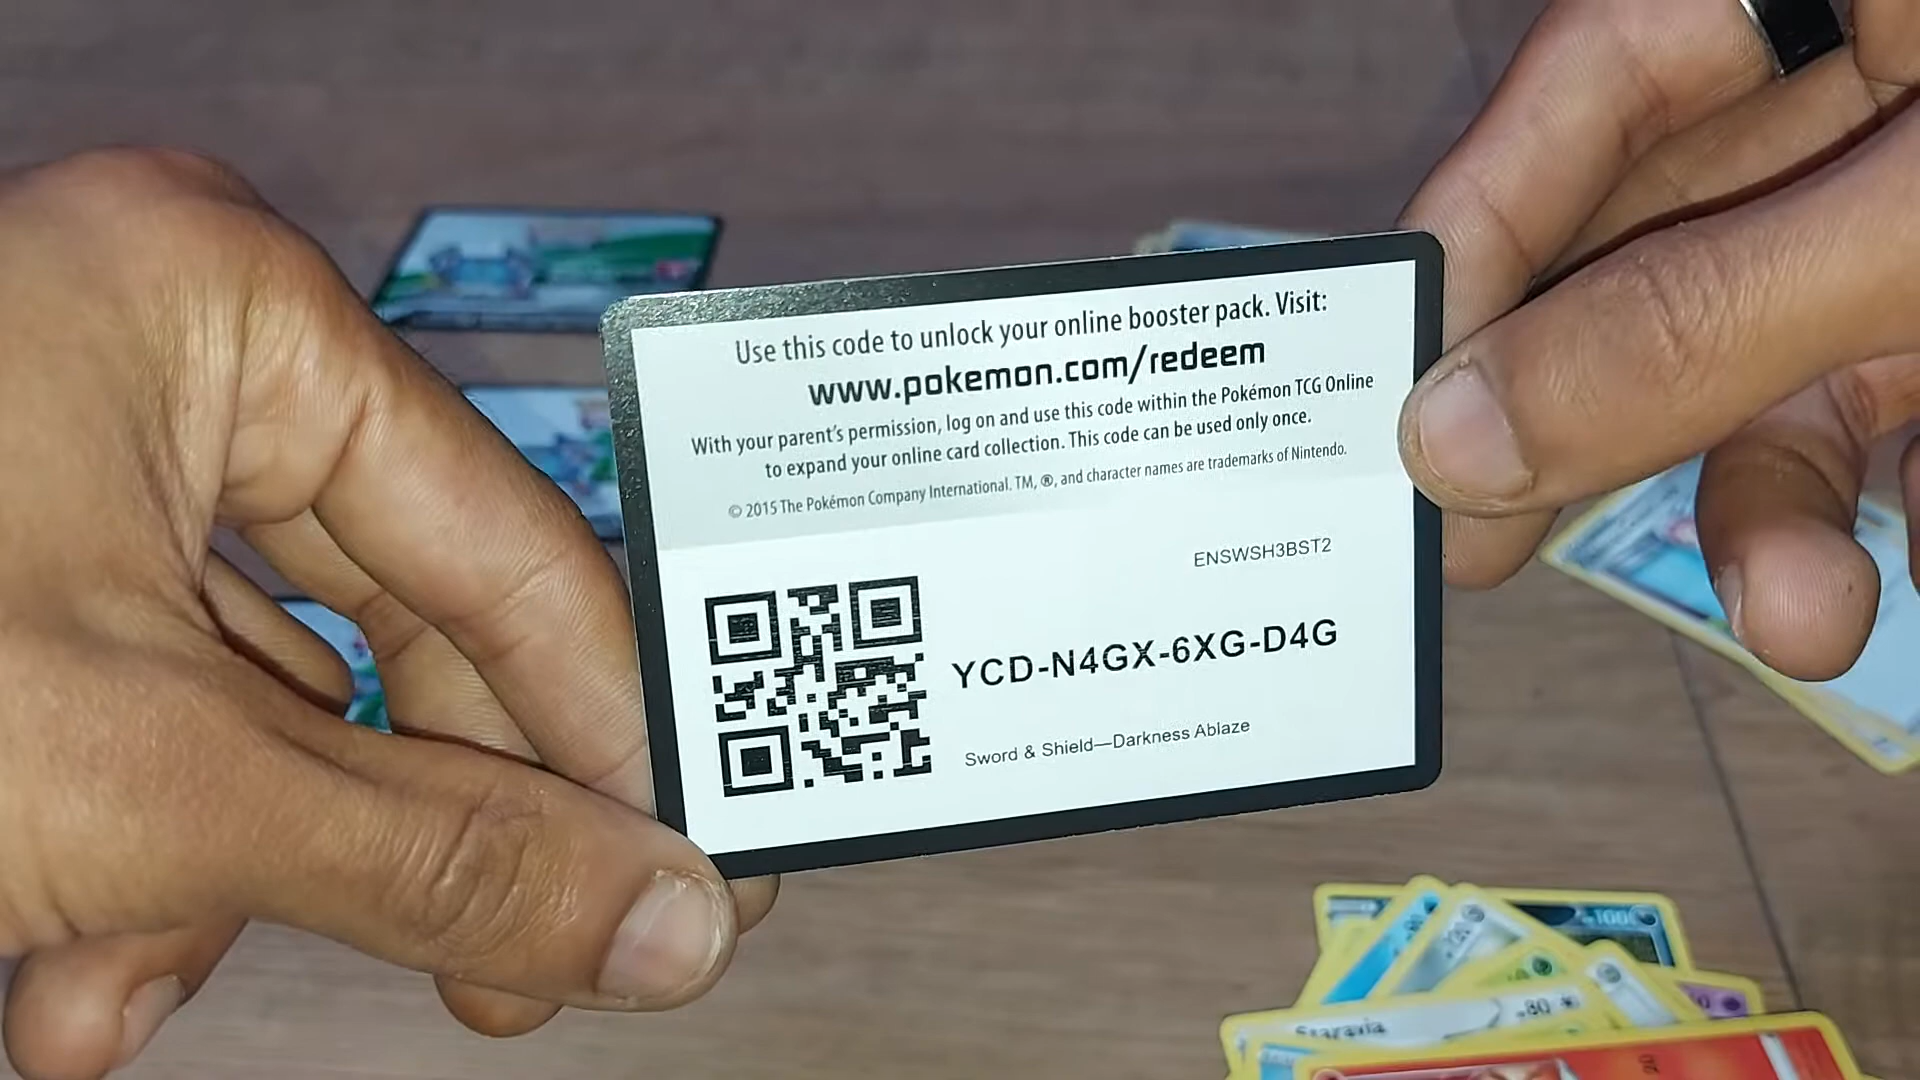 Use this code to unlock your online booster pack. Visit:
www.pokemon.com/redeem
With your parent's permission, log on and use this code within the Pokémon TCG Online
to expand your online card collection. This code can be used only once.
© 2015 The Pokémon Company International. TM, ®, and character names are trademarks of Nintendo.
ENSWSH3BST2
YCD-N4GX-6XG-D4G
Sword & Shield—Darkness Ablaze
100
80